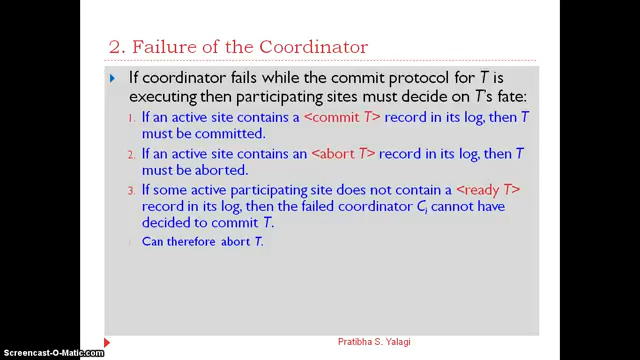 2. Failure of the Coordinator
If coordinator fails while the commit protocol for T is
executing then participating sites must decide on T's fate:
1. If an active site contains a <commit T> record in its log, then T
must be committed.
2. If an active site contains an <abort T> record in its log, then T
must be aborted.
3. If some active participating site does not contain a <ready T>
record in its log, then the failed coordinator Ci cannot have
decided to commit T.
Can therefore abort T.
Pratibha S. Yalagi
Screencast-O-Matic.com